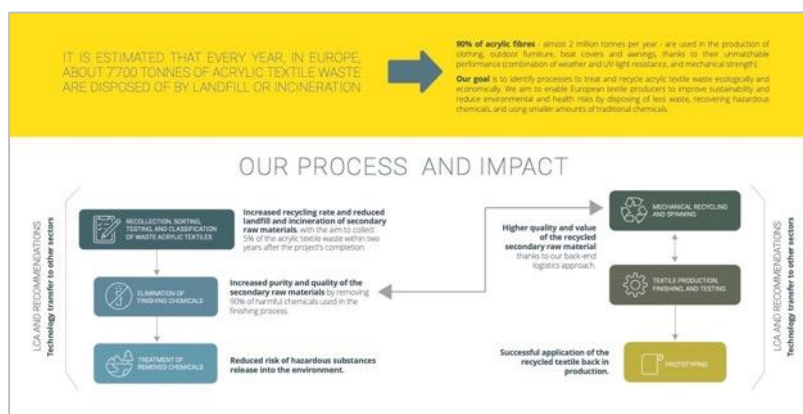 IT IS ESTIMATED THAT EVERY YEAR, IN EUROPE,
ABOUT 7700 TONNES OF ACRYLIC TEXTILE WASTE
ARE DISPOSED OF BY LANDFILL OR INCINERATION
90% of acrylic fibres - almost 2 million tonnes per year - are used in the production of
clothing, outdoor furniture, boat covers and awnings, thanks to their unmatchable
performance (combination of weather and UV-light resistance, and mechanical strength).
Our goal is to identify processes to treat and recycle acrylic textile waste ecologically and
economically. We aim to enable European textile producers to improve sustainability and
reduce environmental and health risks by disposing of less waste, recovering hazardous
chemicals, and using smaller amounts of traditional chemicals.
OUR PROCESS AND IMPACT
LCA AND RECOMMENDATIONS
Technology transfer to other sectors
RECOLLECTION, SORTING,
TESTING, AND CLASSIFICATION
OF WASTE ACRYLIC TEXTILES
Increased recycling rate and reduced
landfill and incineration of secondary
raw materials, with the aim to collect
5% of the acrylic textile waste within two
years after the project's completion.
ELIMINATION OF
FINISHING CHEMICALS
Increased purity and quality of the
secondary raw materials by removing
90% of harmful chemicals used in the
finishing process.
TREATMENT OF
REMOVED CHEMICALS
Reduced risk of hazardous substances
release into the environment.
Higher quality and value
of the recycled
secondary raw material
thanks to our back-end
logistics approach.
MECHANICAL RECYCLING
AND SPINNING
TEXTILE PRODUCTION,
FINISHING, AND TESTING
Successful application of the
recycled textile back in
production.
PROTOTYPING
LCA AND RECOMMENDATIONS
Technology transfer to other sectors